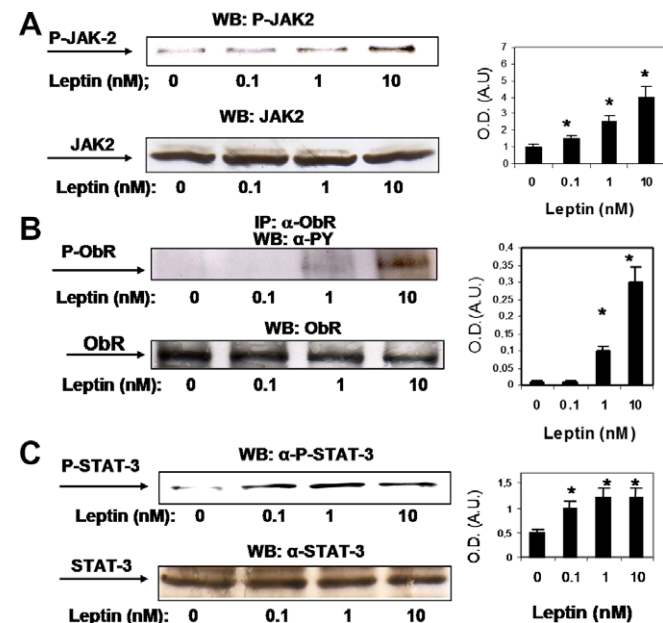 A
WB: P-JAK2
P-JAK-2
Leptin (nM); 0 0.1 1 10
WB: JAK2
JAK2
Leptin (nM): 0 0.1 1 10
O.D. (A.U)
7
6
5
4
3
2
1
0
* * *
0 0.1 1 10
Leptin (nM)
B
IP: α-ObR
WB: α-PY
P-ObR
Leptin (nM): 0 0.1 1 10
WB: ObR
ObR
Leptin (nM): 0 0.1 1 10
O.D.(A.U.)
0.4
0,35
0,3
0,25
0,2
0,15
0,1
0,05
0
* *
0 0.1 1 10
Leptin (nM)
C
WB: α-P-STAT-3
P-STAT-3
Leptin (nM): 0 0.1 1 10
WB: α-STAT-3
STAT-3
Leptin (nM): 0 0.1 1 10
O.D. (A.U.)
1,5
1
0,5
0
* * *
0 0.1 1 10
Leptin (nM)